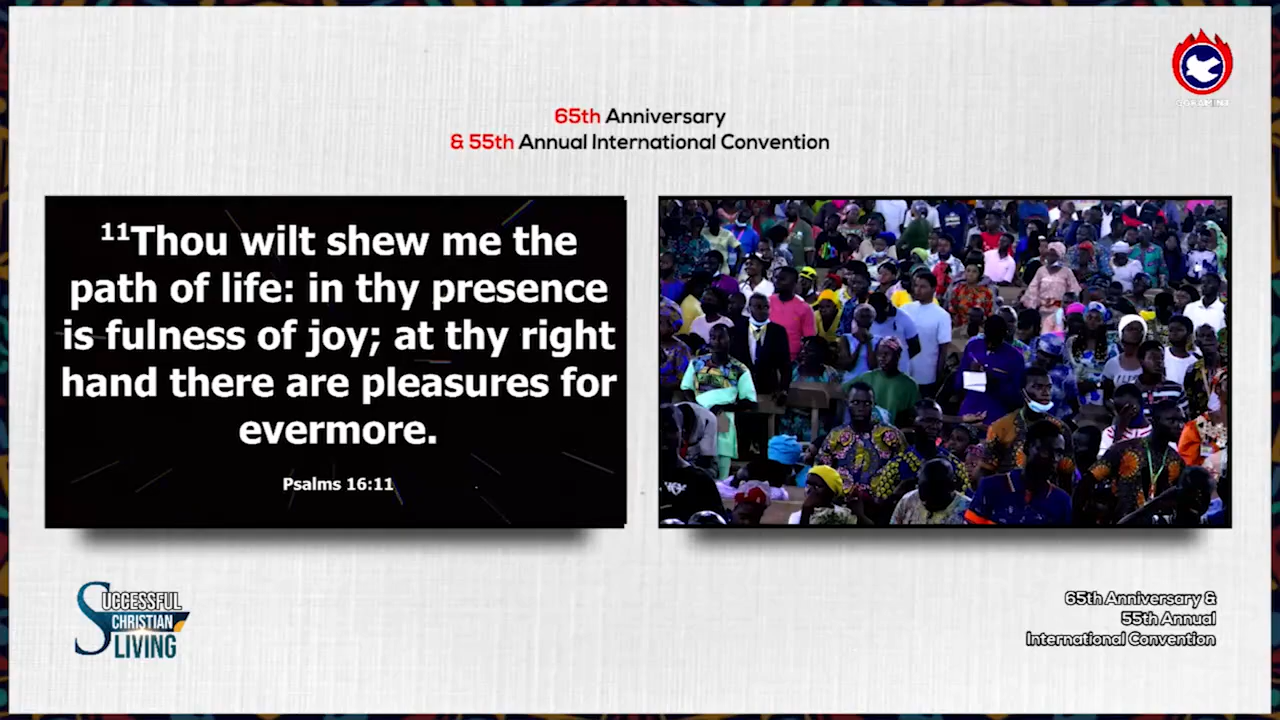 65th Anniversary
& 55th Annual International Convention
11Thou wilt shew me the
path of life: in thy presence
is fulness of joy; at thy right
hand there are pleasures for
evermore.
Psalms 16:11
SUCCESSFUL
CHRISTIAN
LIVING
65th Anniversary &
55th Annual
International Convention